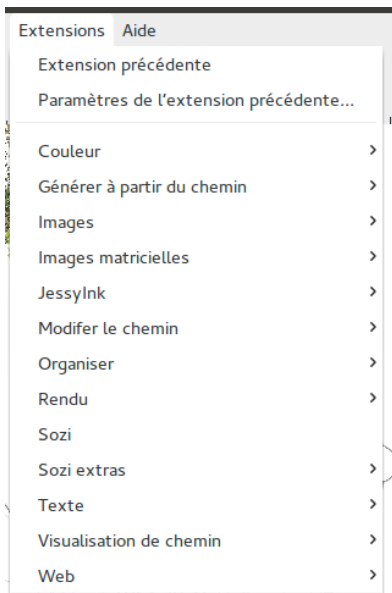 Extensions Aide
Extension précédente
Paramètres de l'extension précédente...
Couleur
Générer à partir du chemin
Images
Images matricielles
JessyInk
Modifer le chemin
Organiser
Rendu
Sozi
Sozi extras
Texte
Visualisation de chemin
Web